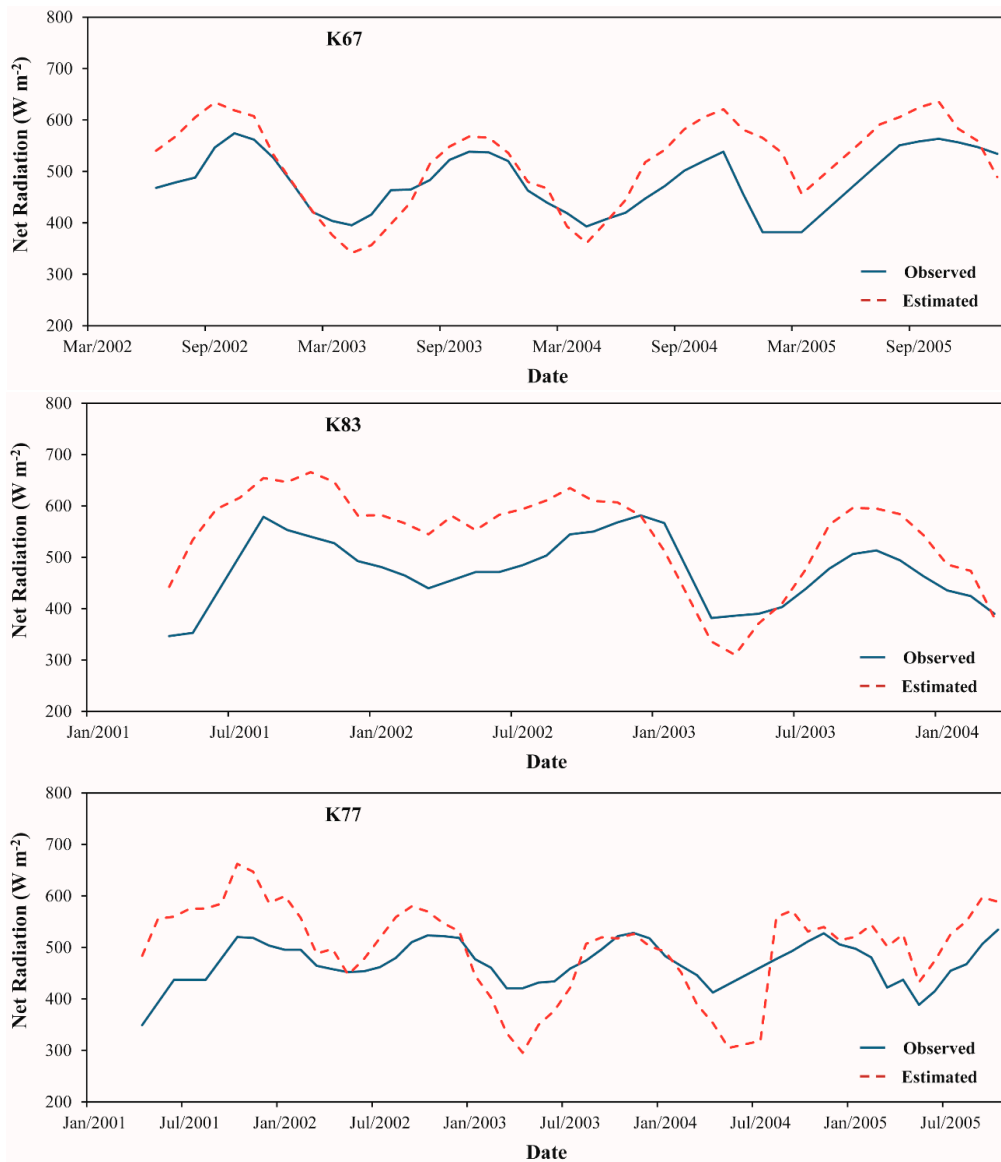 K67
Net Radiation (W m⁻²)
800
700
600
500
400
300
200
Observed
Estimated
Mar/2002 Sep/2002 Mar/2003 Sep/2003 Mar/2004 Sep/2004 Mar/2005 Sep/2005
Date
K83
Net Radiation (W m⁻²)
800
700
600
500
400
300
200
Observed
Estimated
Jan/2001 Jul/2001 Jan/2002 Jul/2002 Jan/2003 Jul/2003 Jan/2004
Date
K77
Net Radiation (W m⁻²)
800
700
600
500
400
300
200
Observed
Estimated
Jan/2001 Jul/2001 Jan/2002 Jul/2002 Jan/2003 Jul/2003 Jan/2004 Jul/2004 Jan/2005 Jul/2005
Date